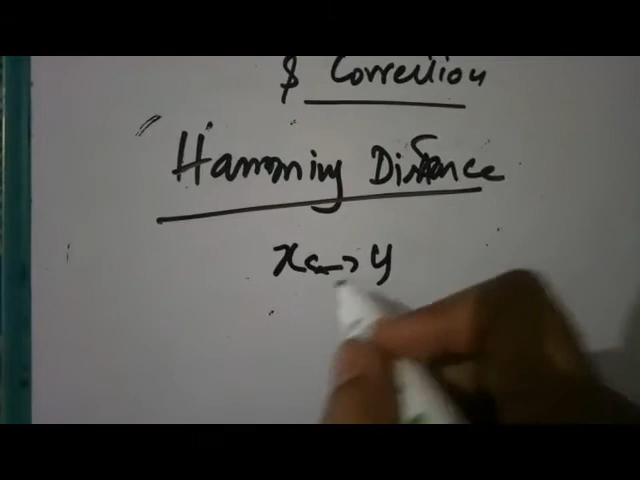 $ Correction
Hamming Distance
x <-> y